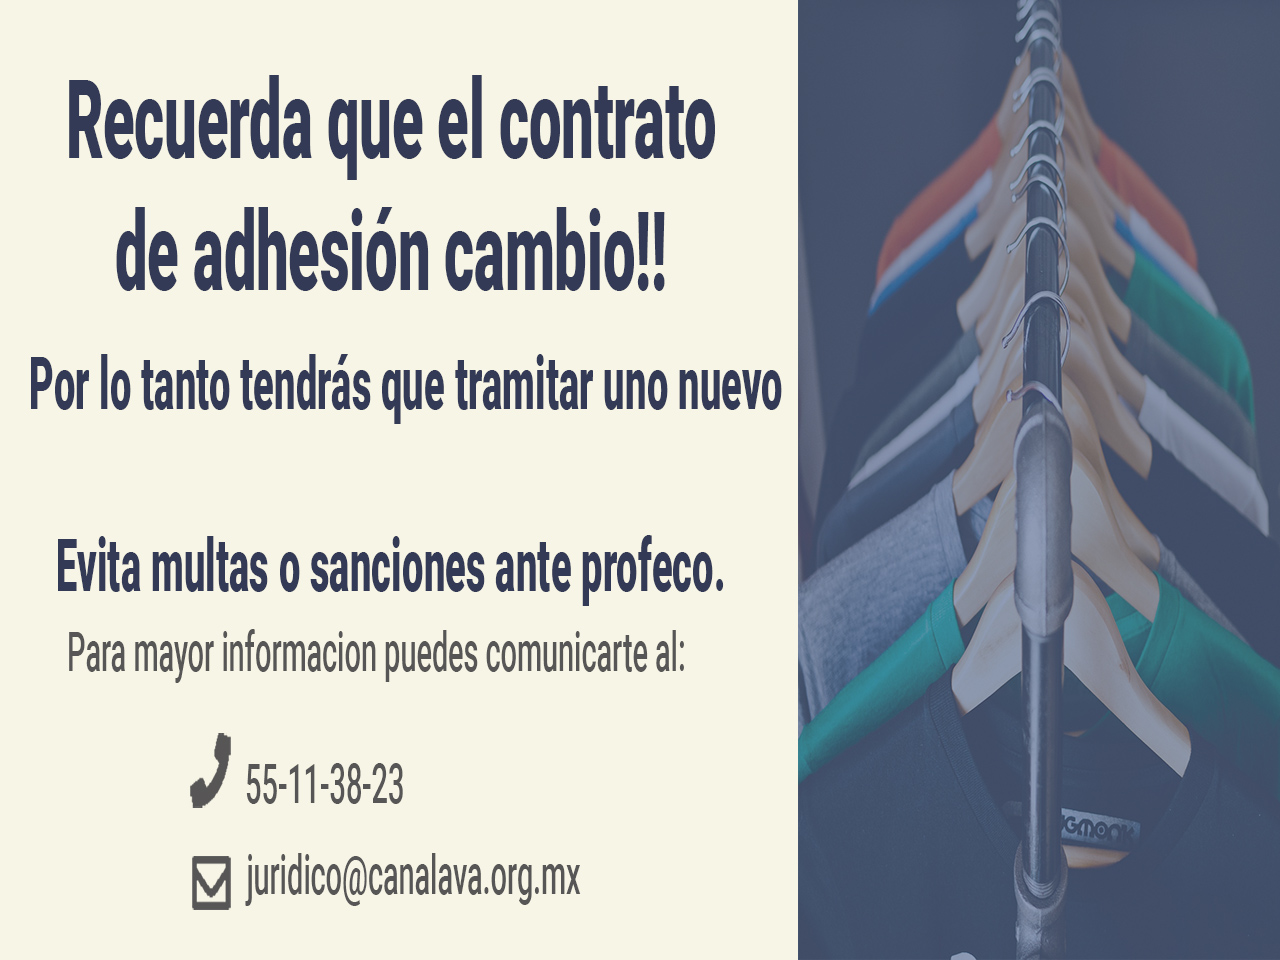 Recuerda que el contrato
de adhesión cambio!!
Por lo tanto tendrás que tramitar uno nuevo
Evita multas o sanciones ante profeco.
Para mayor informacion puedes comunicarte al:
55-11-38-23
juridico@canalava.org.mx